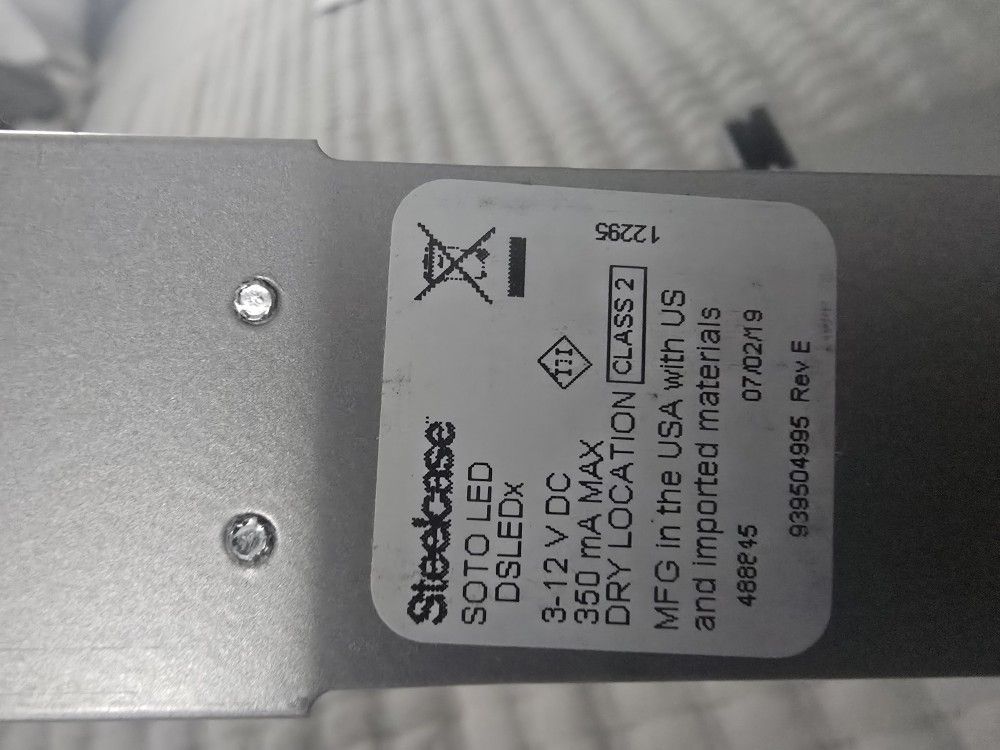 Steelcase
SOTO LED
DSLEDx
3-12 V DC
350 mA MAX
DRY LOCATION CLASS 2
12295
MFG in the USA with US
and imported materials
07/02/19
939504995 Rev E